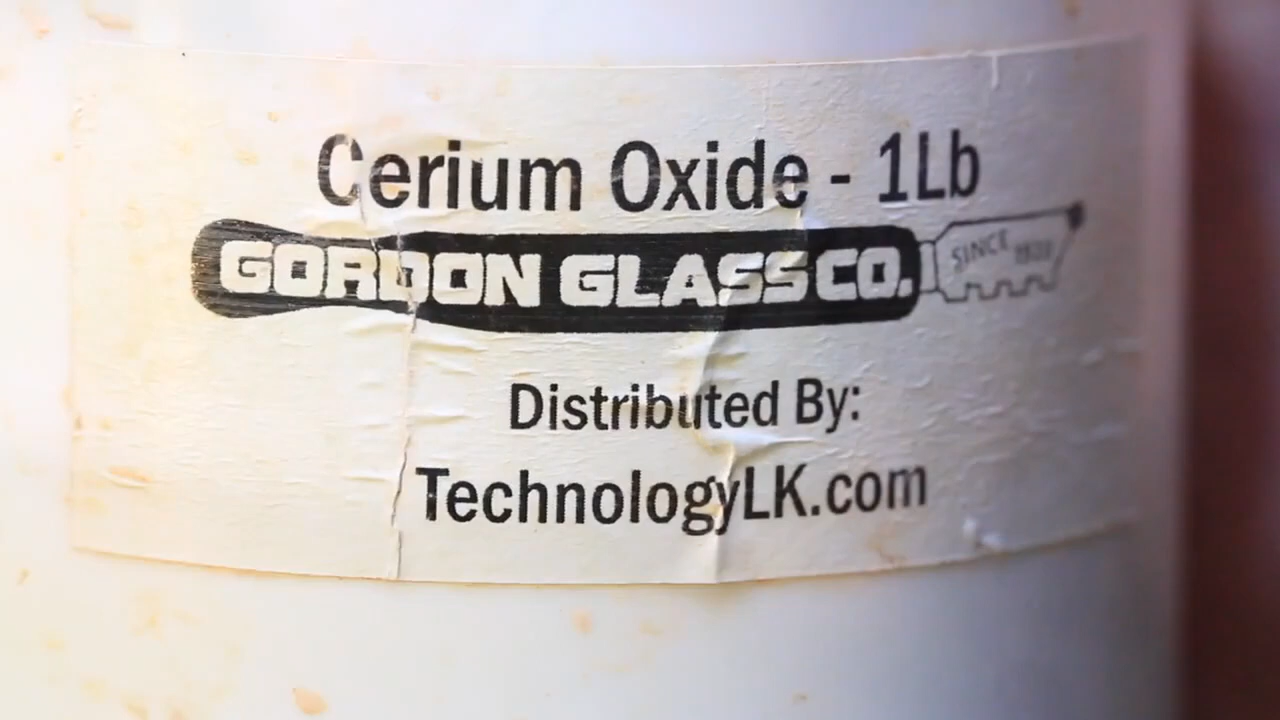 Cerium Oxide - 1Lb
GORDON GLASS CO.
SINCE
Distributed By:
TechnologyLK.com